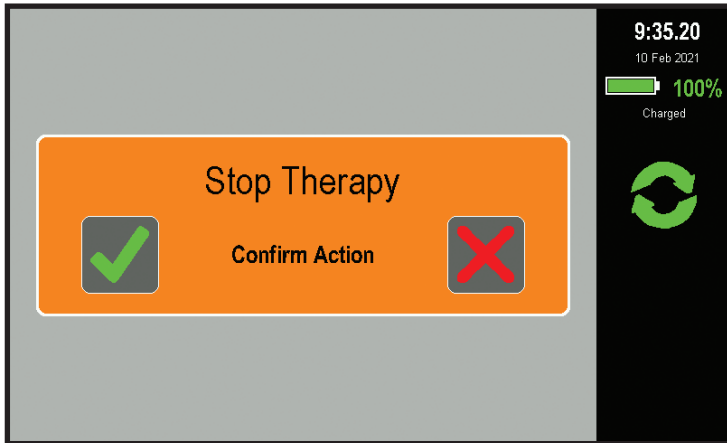 9:35.20
10 Feb 2021
100%
Charged
Stop Therapy
Confirm Action